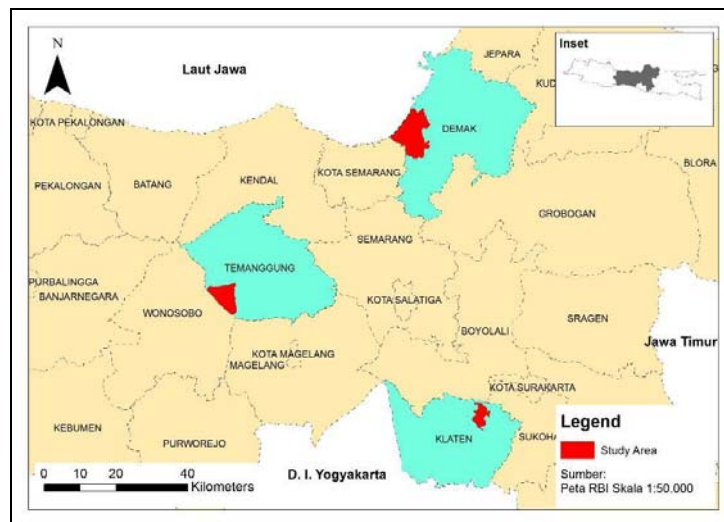 N
Laut Jawa
JEPARA
Inset
KUD
KOTA PEKALONGAN
DEMAK
BLORA
PEKALONGAN
BATANG
KENDAL
KOTA SEMARANG
GROBOGAN
SEMARANG
TEMANGGUNG
PURBALINGGA
BANJARNEGARA
WONOSOBO
KOTA SALATIGA
BOYOLALI
SRAGEN
Jawa Timur
KOTA MAGELANG
MAGELANG
KOTA SURAKARTA
KEBUMEN
PURWOREJO
KLATEN
SUKOHA
Legend
Study Area
Sumber:
Peta RBI Skala 1:50.000
0 10 20 40
Kilometers
D. I. Yogyakarta